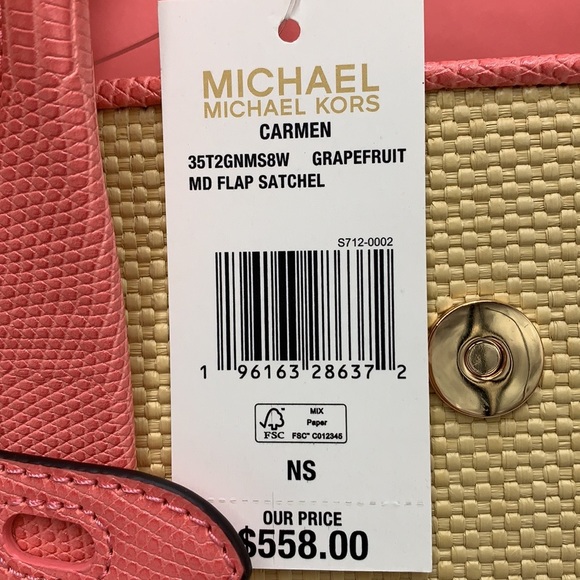 MICHAEL
MICHAEL KORS
CARMEN
35T2GNMS8W GRAPEFRUIT
MD FLAP SATCHEL
S712-0002
1 96163 28637 2
FSC
MIX
Paper
FSC® C012345
NS
OUR PRICE
$558.00